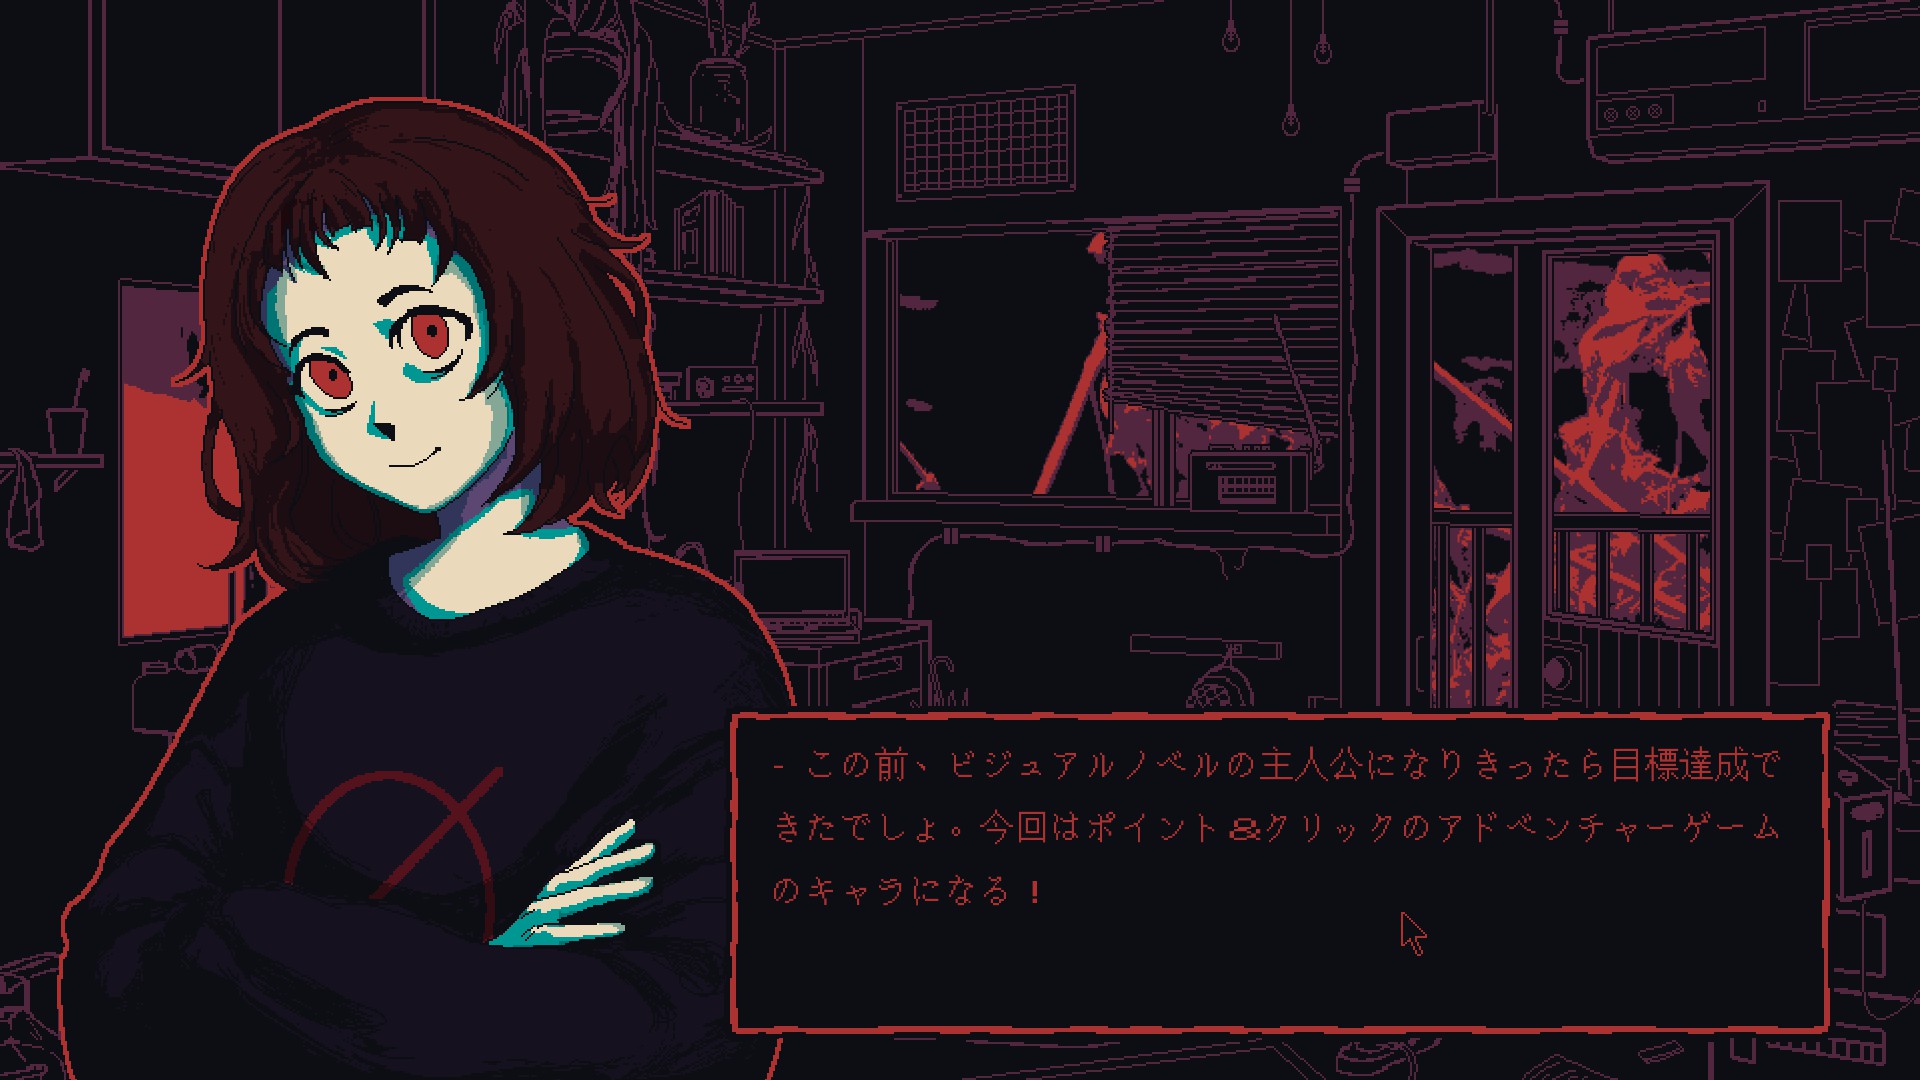 - この前、ビジュアルノベルの主人公になりきったら目標達成で
きたでしょ。今回はポイント&クリックのアドベンチャーゲーム
のキャラになる！